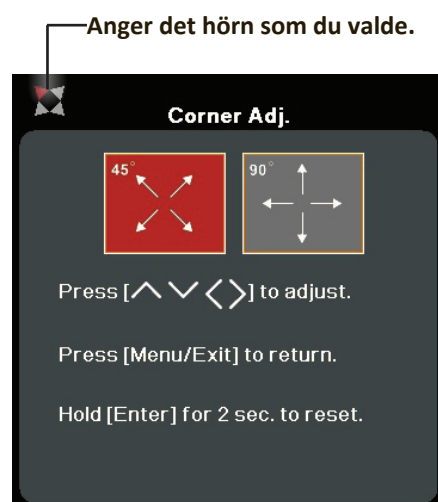 Anger det hörn som du valde.
Corner Adj.
45° 90°
Press [∧∨<>] to adjust.
Press [Menu/Exit] to return.
Hold [Enter] for 2 sec. to reset.